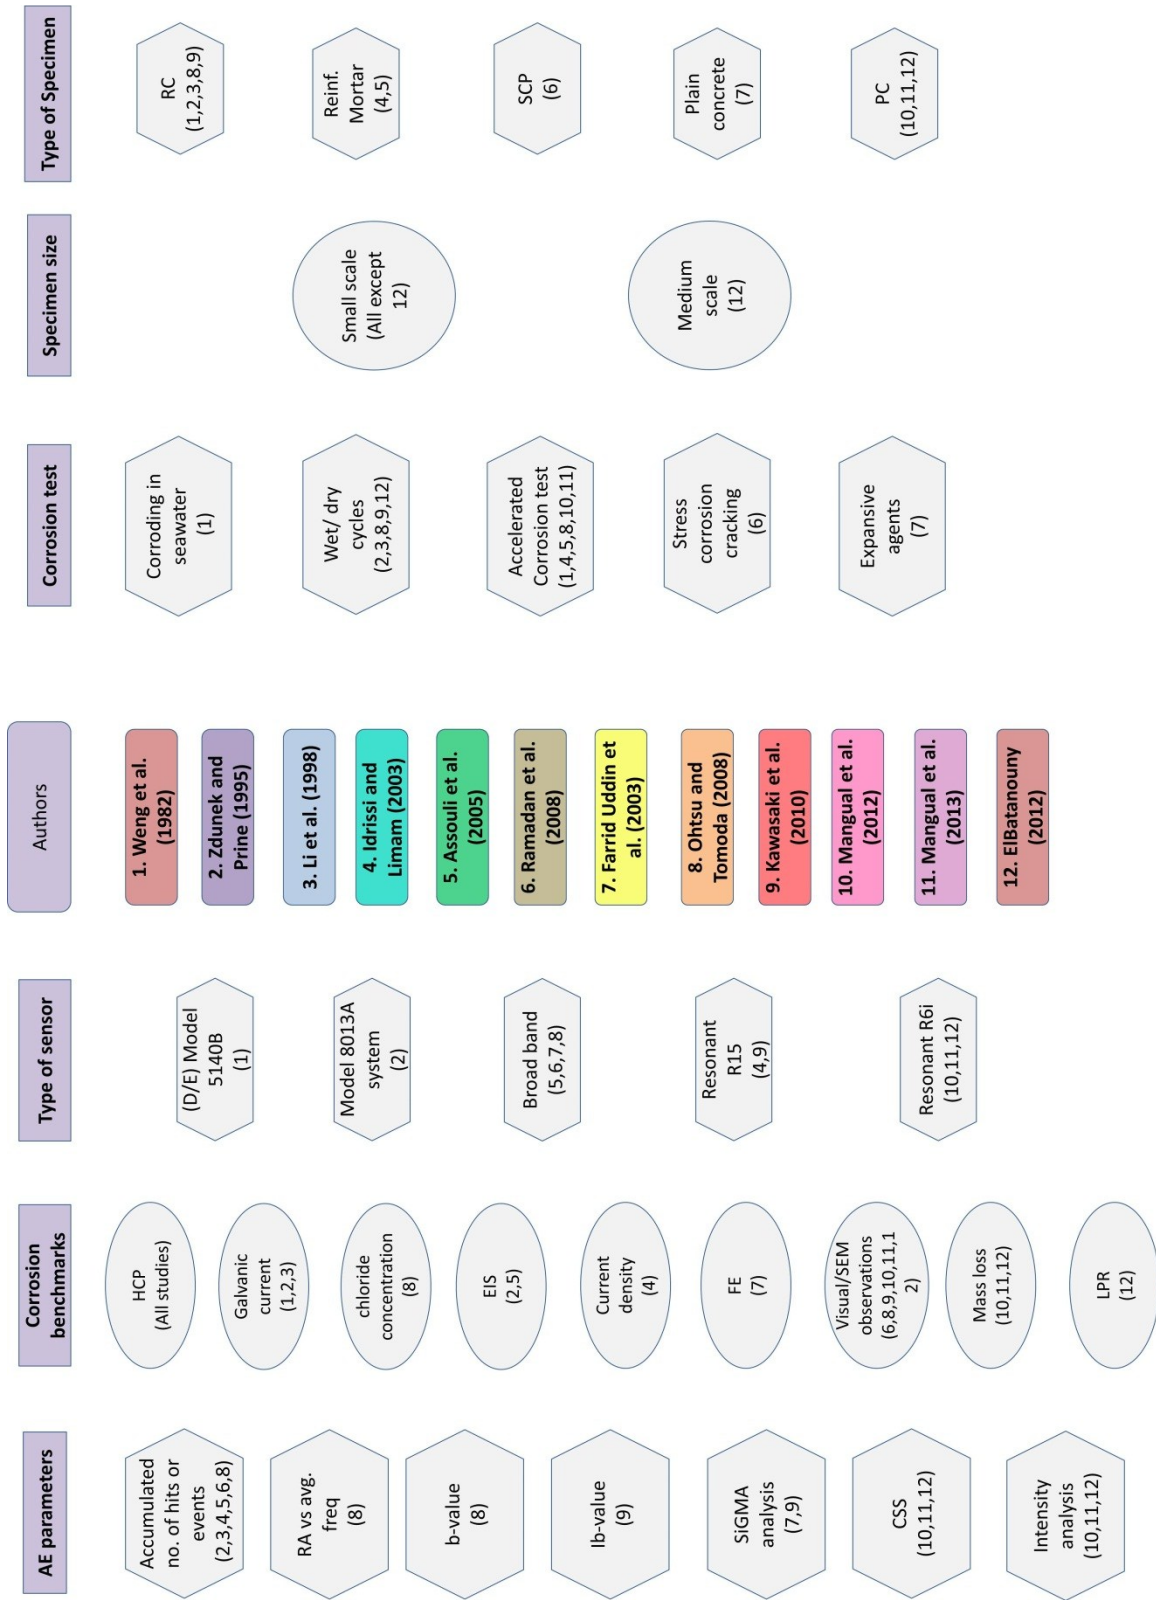 AE parameters
Accumulated
no. of hits or
events
(2,3,4,5,6,8)
RA vs avg.
freq
(8)
b-value
(8)
Ib-value
(9)
SiGMA
analysis
(7,9)
CSS
(10,11,12)
Intensity
analysis
(10,11,12)
Corrosion
benchmarks
HCP
(All studies)
Galvanic
current
(1,2,3)
chloride
concentration
(8)
EIS
(2,5)
Current
density
(4)
FE
(7)
Visual/SEM
observations
(6,8,9,10,11,1
2)
Mass loss
(10,11,12)
LPR
(12)
Type of sensor
(D/E) Model
5140B
(1)
Model 8013A
system
(2)
Broad band
(5,6,7,8)
Resonant
R15
(4,9)
Resonant R6i
(10,11,12)
Authors
1. Weng et al.
(1982)
2. Zdunek and
Prine (1995)
3. Li et al. (1998)
4. Idrissi and
Limam (2003)
5. Assouli et al.
(2005)
6. Ramadan et al.
(2008)
7. Farrid Uddin et
al. (2003)
8. Ohtsu and
Tomoda (2008)
9. Kawasaki et al.
(2010)
10. Mangual et al.
(2012)
11. Mangual et al.
(2013)
12. ElBatanouny
(2012)
Corrosion test
Corroding in
seawater
(1)
Wet/ dry
cycles
(2,3,8,9,12)
Accelerated
Corrosion test
(1,4,5,8,10,11)
Stress
corrosion
cracking
(6)
Expansive
agents
(7)
Specimen size
Small scale
(All except
12)
Medium
scale
(12)
Type of Specimen
RC
(1,2,3,8,9)
Reinf.
Mortar
(4,5)
SCP
(6)
Plain
concrete
(7)
PC
(10,11,12)